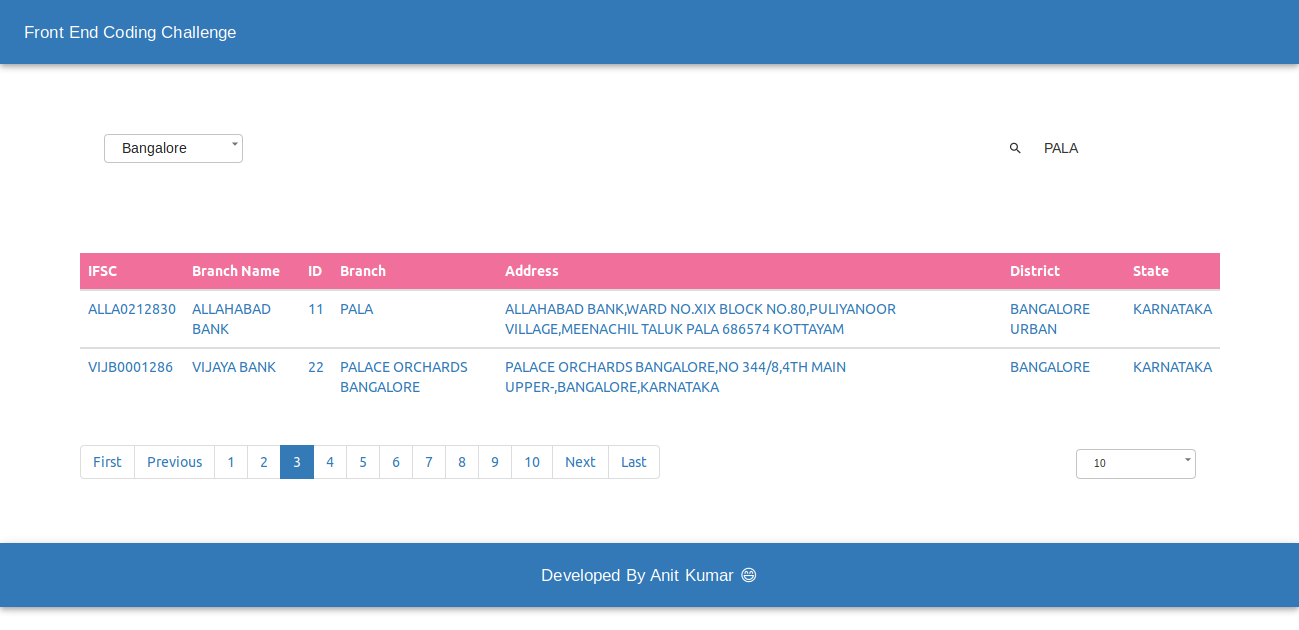 Front End Coding Challenge
Bangalore
PALA
IFSC Branch Name ID Branch Address District State
ALLA0212830 ALLAHABAD 11 PALA ALLAHABAD BANK,WARD NO.XIX BLOCK NO.80,PULIYANOOR BANGALORE KARNATAKA
BANK VILLAGE,MEENACHIL TALUK PALA 686574 KOTTAYAM URBAN
VIJB0001286 VIJAYA BANK 22 PALACE ORCHARDS PALACE ORCHARDS BANGALORE,NO 344/8,4TH MAIN BANGALORE KARNATAKA
BANGALORE UPPER-,BANGALORE,KARNATAKA
First Previous 1 2 3 4 5 6 7 8 9 10 Next Last
10
Developed By Anit Kumar 😄